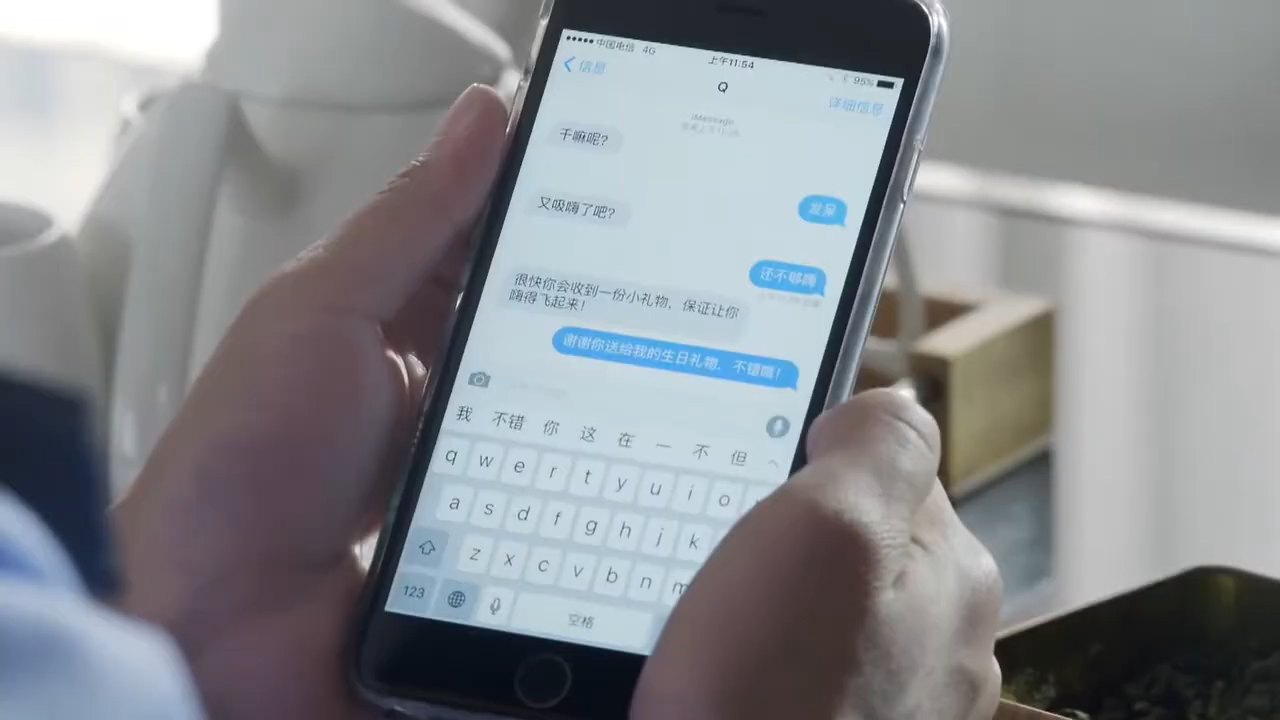 中国电信 4G
上午11:54
95%
信息
Q
详细信息
iMessage
干嘛呢?
发呆
又吸嗨了吧?
还不够嗨
很快你会收到一份小礼物，保证让你
嗨得飞起来!
谢谢你送给我的生日礼物，不错嘛!
我 不错 你 这 在 一 不 但
q w e r t y u i o
a s d f g h j k
z x c v b n m
123 空格